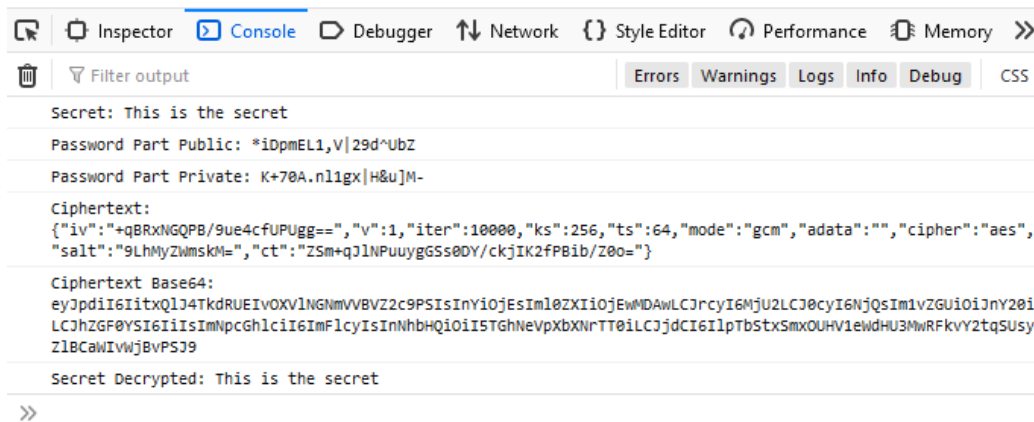 Inspector Console Debugger Network Style Editor Performance Memory
Filter output Errors Warnings Logs Info Debug CSS
Secret: This is the secret
Password Part Public: *iDpmEL1,V|29d^UbZ
Password Part Private: K+70A.nl1gx|H&u]M-
Ciphertext:
{"iv":"+qBRxNGQPB/9ue4cfUPUgg==","v":1,"iter":10000,"ks":256,"ts":64,"mode":"gcm","adata":"","cipher":"aes",
"salt":"9LhMyZWmskM=","ct":"ZSm+qJlNPuuygGSs0DY/ckjIK2fPBib/Z0o="}
Ciphertext Base64:
eyJpdiI6IitxQlJ4TkdRUEIvOXVlNGNmVVBVZ2c9PSIsInYiOjEsIml0ZXIiOjEwMDAwLCJrcyI6MjU2LCJ0cyI6NjQsIm1vZGUiOiJnY20i
LCJhZGF0YSI6IiIsImNpcGhlciI6ImFlcyIsInNhbHQiOiI5TGhNeVpXbXNrTT0iLCJjdCI6IlpTbStxSmxOUHV1eWdHU3MwRFkvY2tqSUsy
ZlBCaWIvWjBvPSJ9
Secret Decrypted: This is the secret